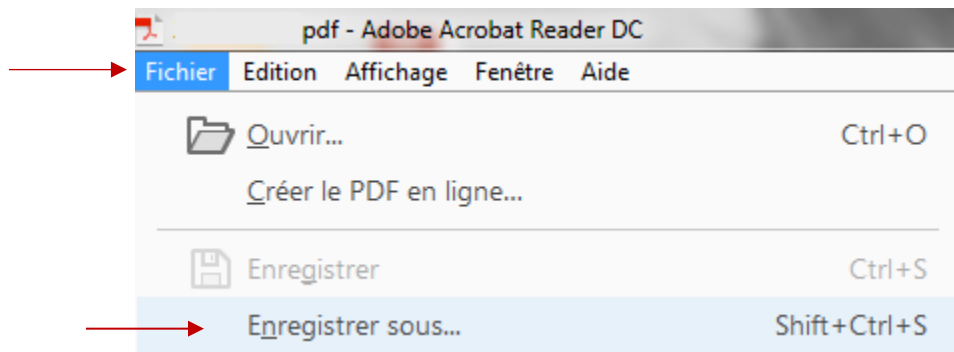 pdf - Adobe Acrobat Reader DC
Fichier Edition Affichage Fenêtre Aide
Ouvrir... Ctrl+O
Créer le PDF en ligne...
Enregistrer Ctrl+S
Enregistrer sous... Shift+Ctrl+S